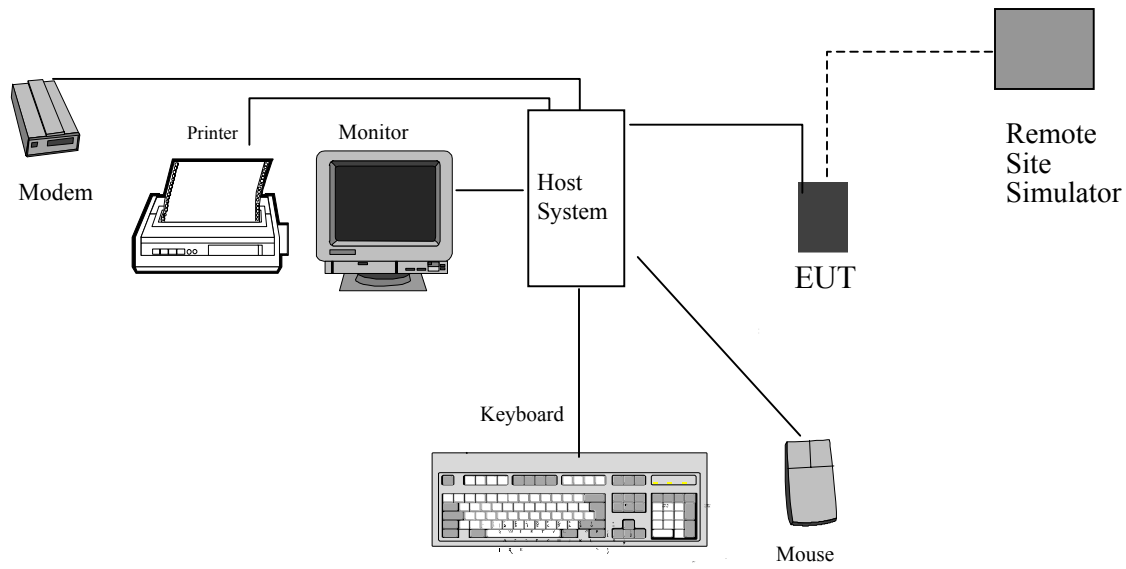 Printer
Monitor
Modem
Host
System
Remote
Site
Simulator
EUT
Keyboard
Mouse